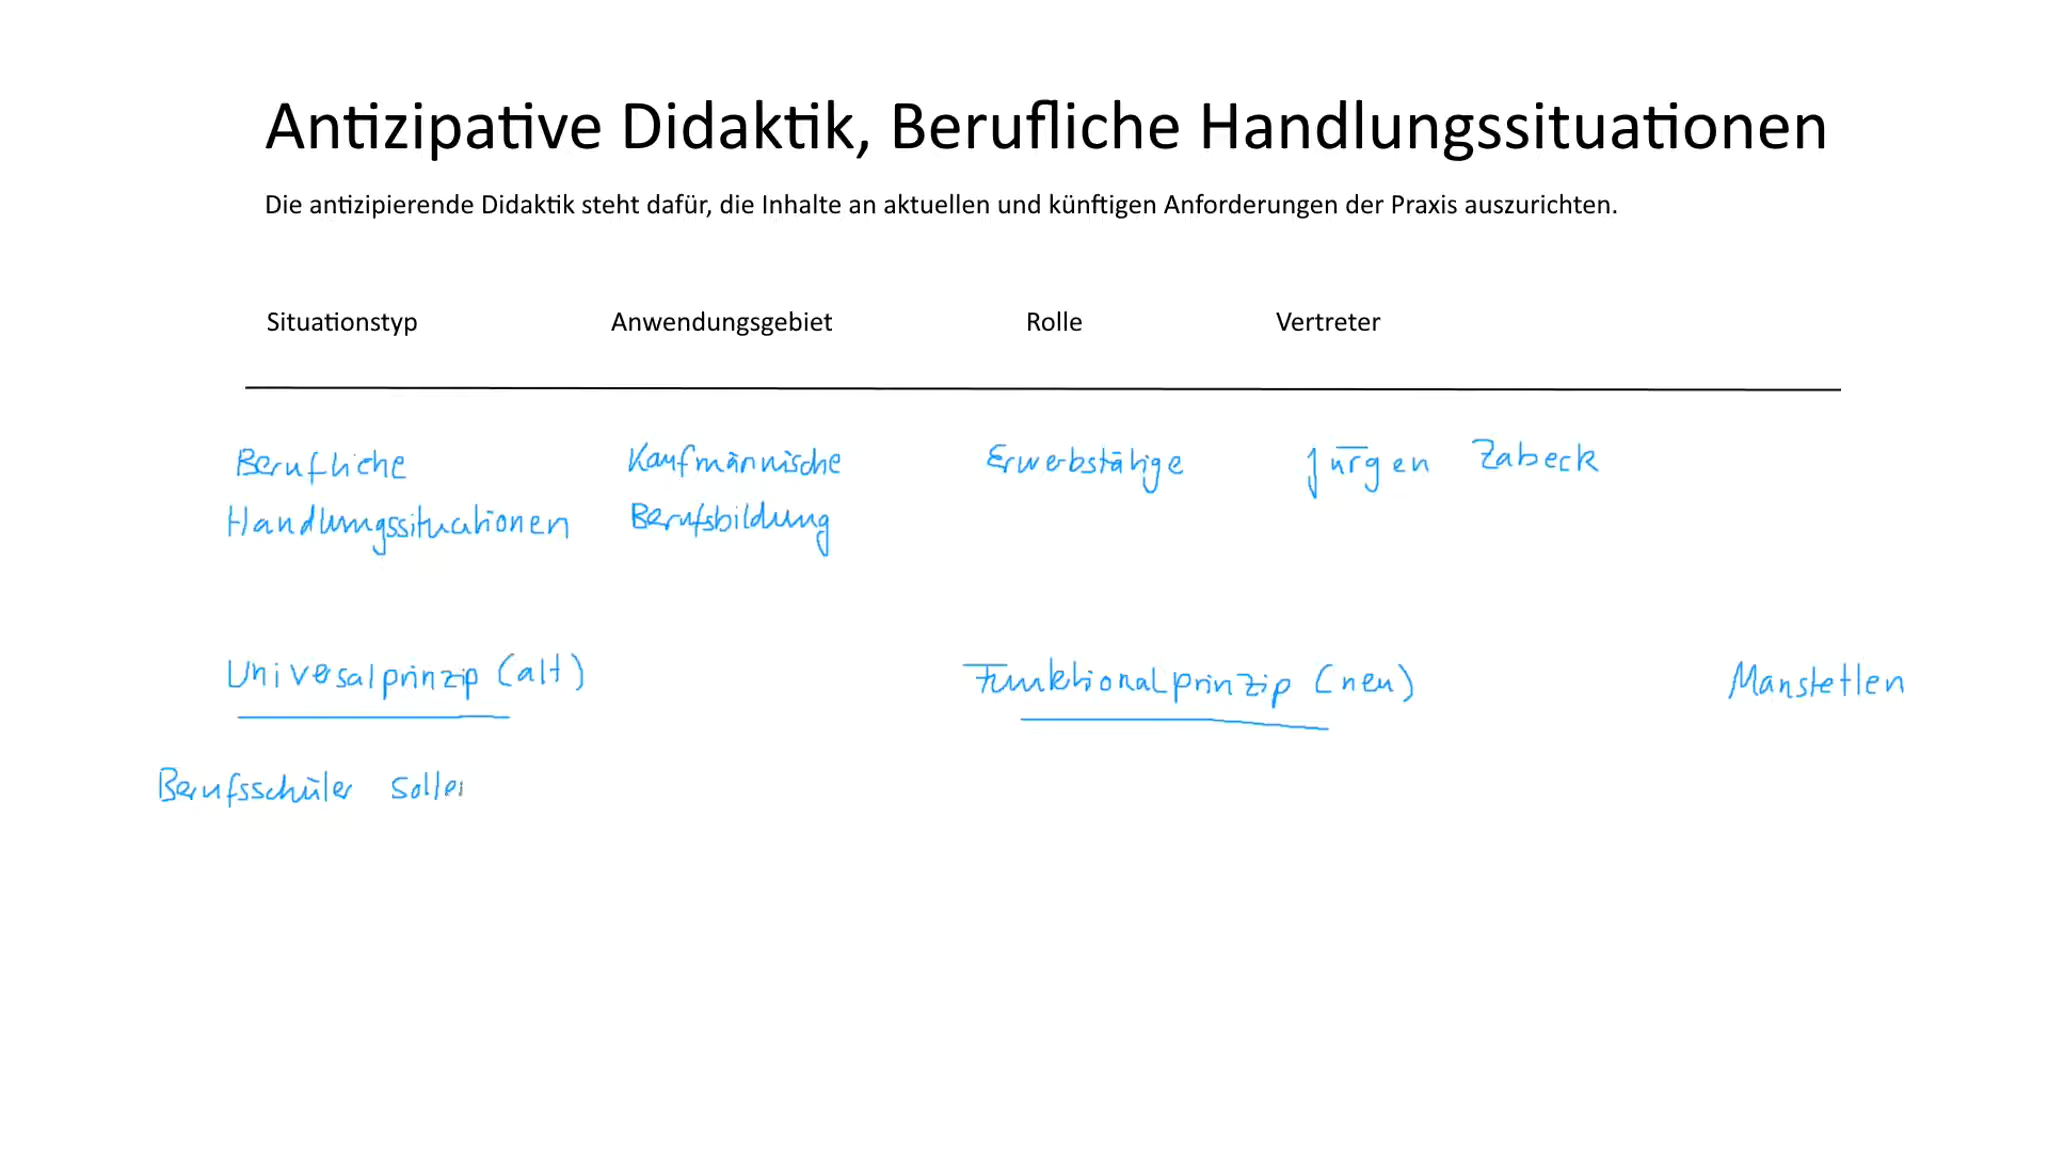 Antizipative Didaktik, Berufliche Handlungssituationen
Die antizipierende Didaktik steht dafür, die Inhalte an aktuellen und künftigen Anforderungen der Praxis auszurichten.
Situationstyp Anwendungsgebiet Rolle Vertreter
Berufliche Kaufmännische Erwerbstätige Jürgen Zabeck
Handlungssituationen Berufsbildung
Universalprinzip (alt) Funktionalprinzip (neu) Manstetten
Berufsschüler solle